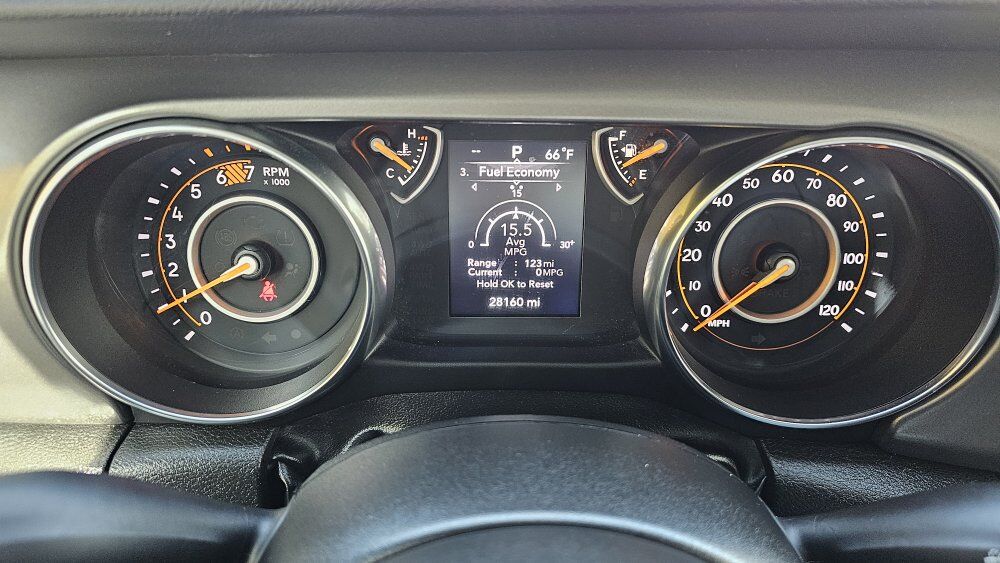 6 7
5
4
3
2
1
0
RPM
x 1000
H
C
-- P 66°F
3. Fuel Economy
15
15.5
Avg
MPG
0 30+
Range : 123 mi
Current : 0 MPG
Hold OK to Reset
28160 mi
F
E
0
20
30
40
50
60
70
80
90
100
110
120
MPH